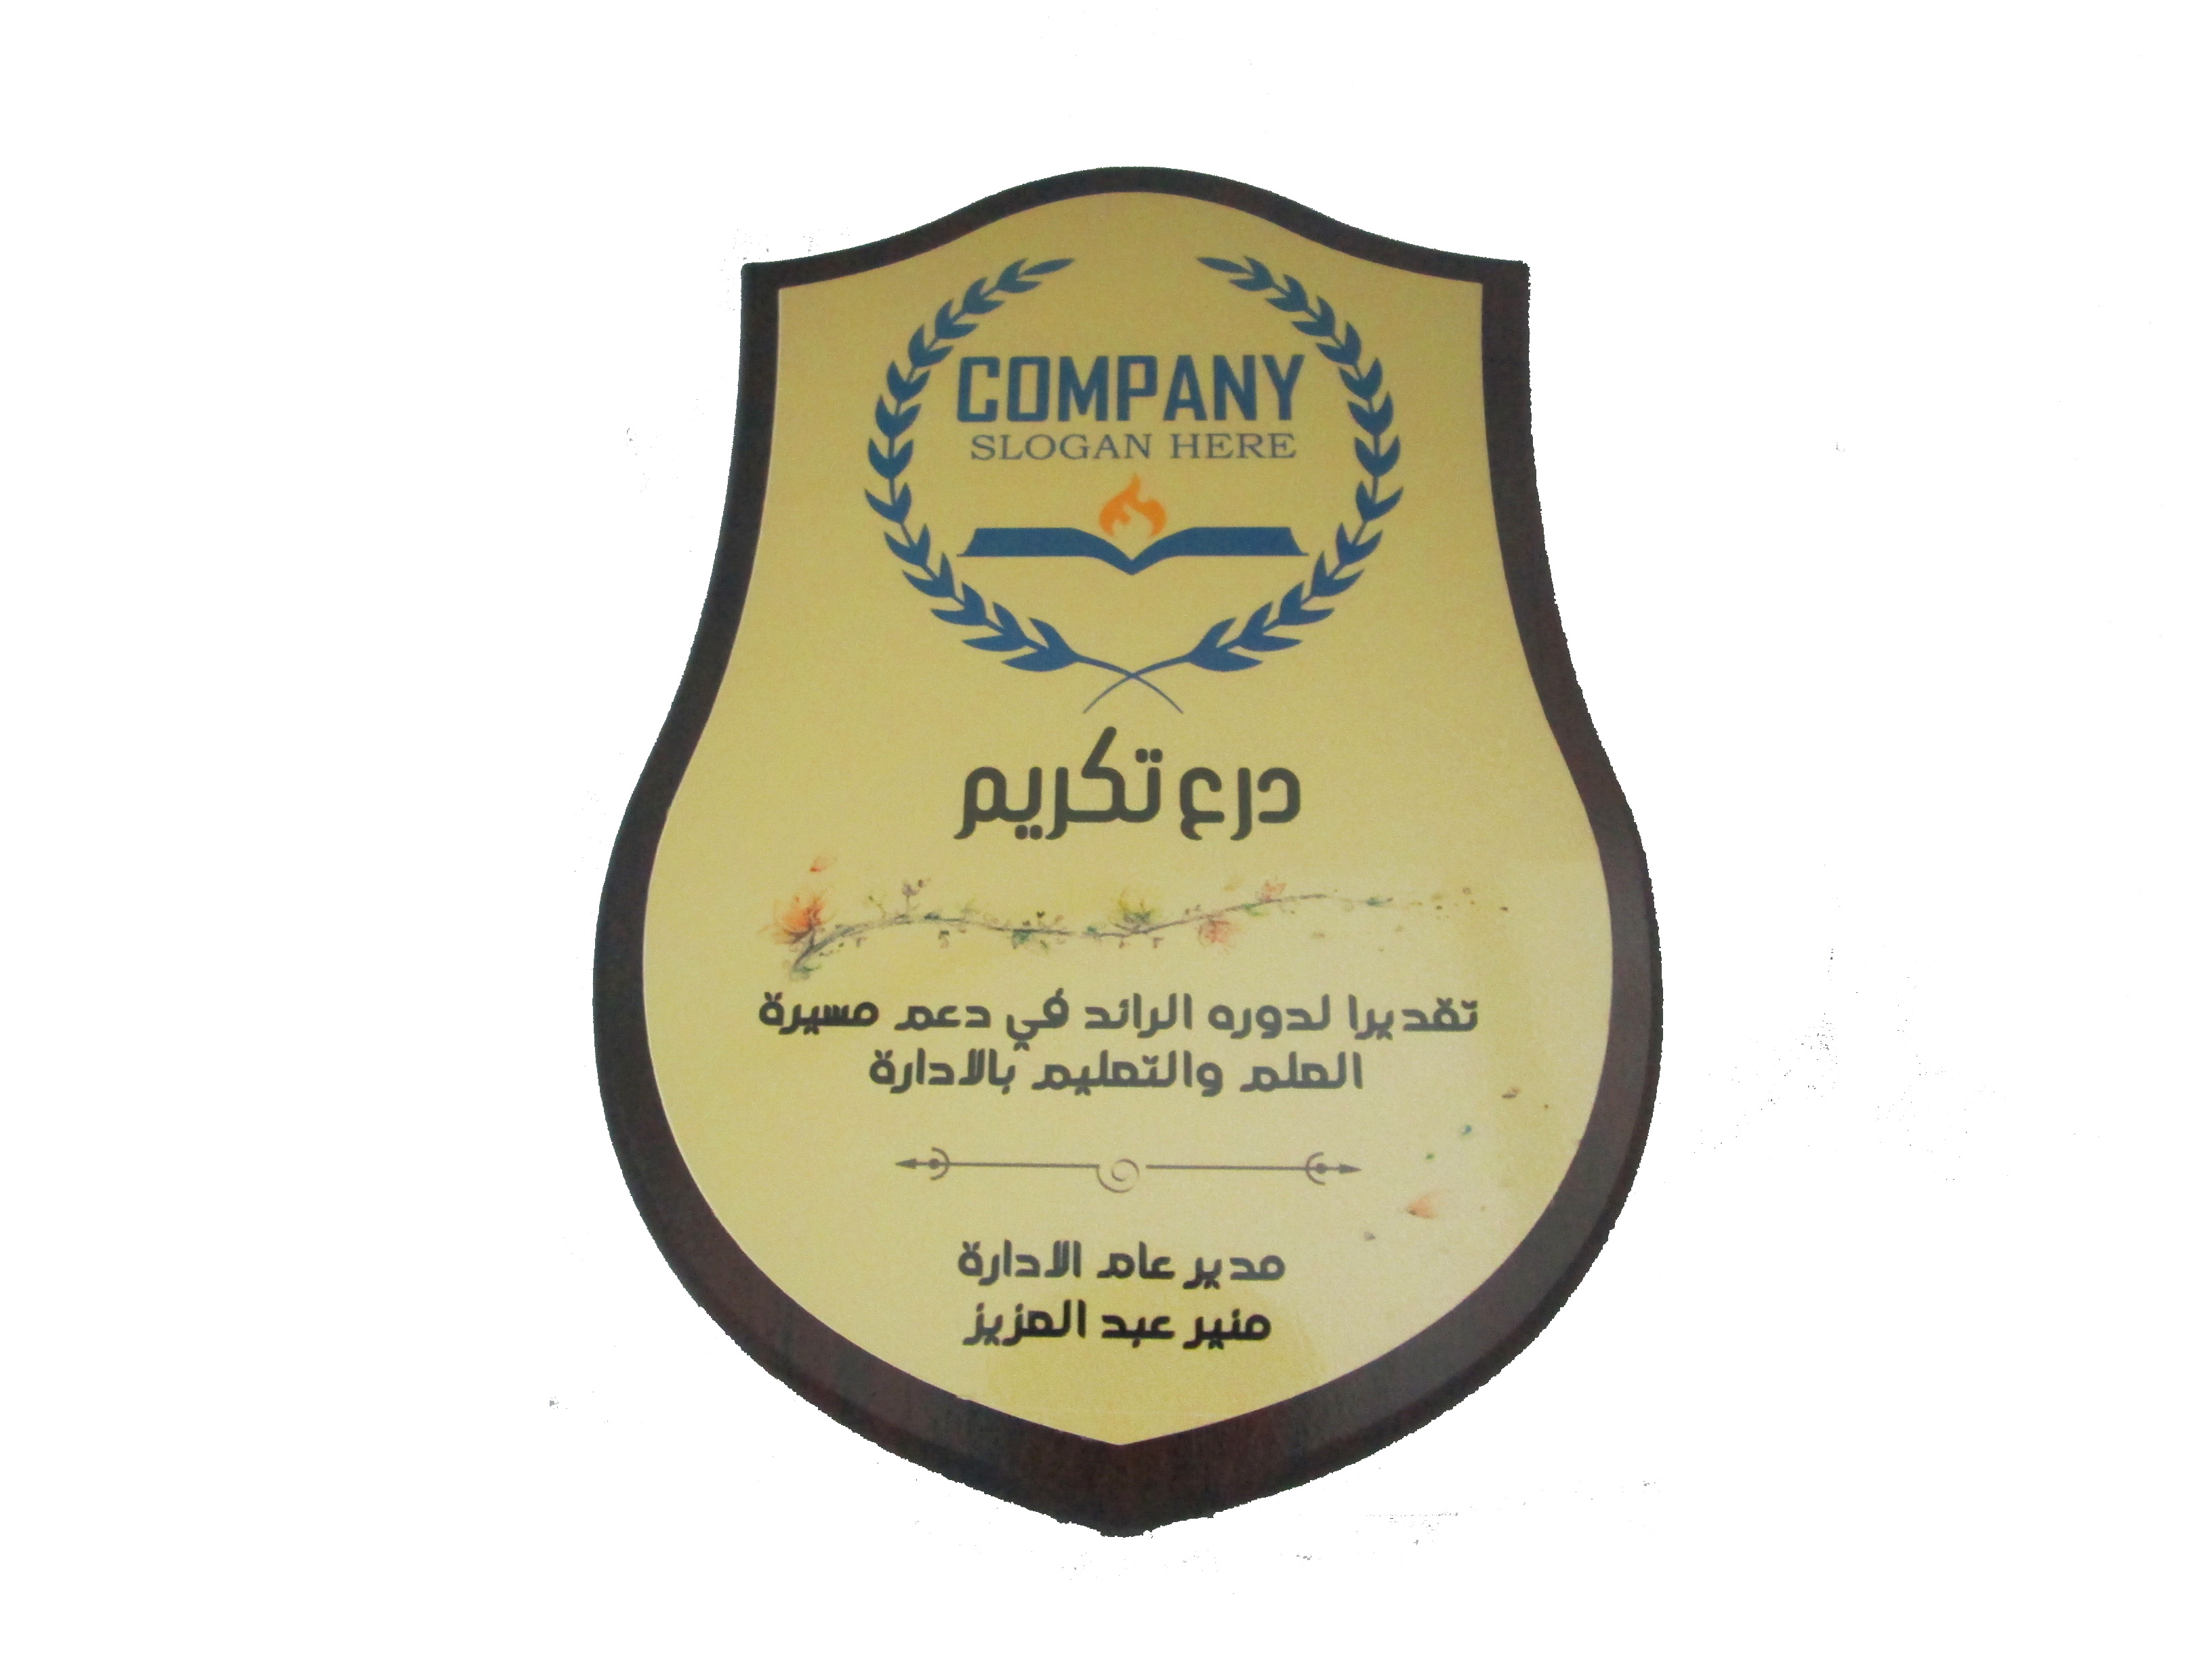 COMPANY
SLOGAN HERE
درع تكريم
تقديرا لدوره الرائد في دعم مسيرة
العلم والتعليم بالادارة
مدير عام الادارة
منير عبد العزيز